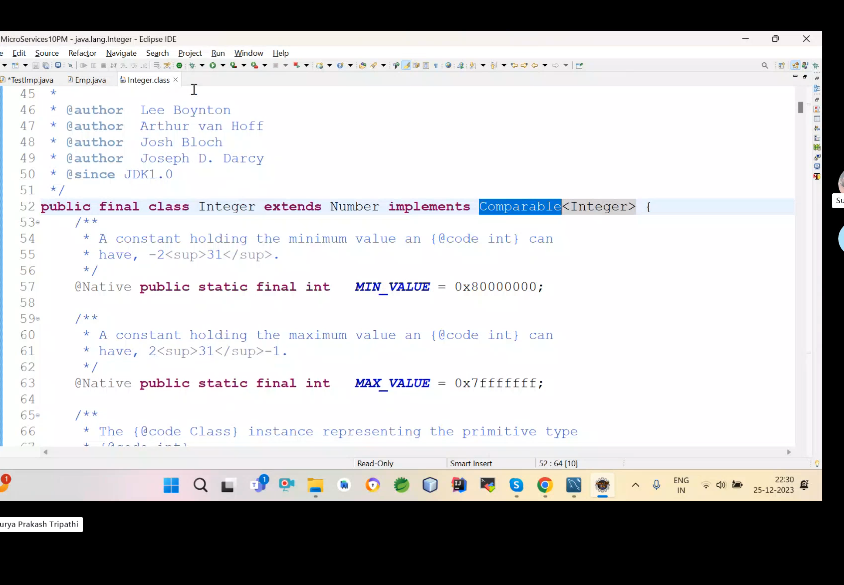 MicroServices10PM - java.lang.Integer - Eclipse IDE
Edit Source Refactor Navigate Search Project Run Window Help
*TestImp.java Emp.java Integer.class
45 *
46 * @author Lee Boynton
47 * @author Arthur van Hoff
48 * @author Josh Bloch
49 * @author Joseph D. Darcy
50 * @since JDK1.0
51 */
52 public final class Integer extends Number implements Comparable<Integer> {
53 /**
54 * A constant holding the minimum value an {@code int} can
55 * have, -2<sup>31</sup>.
56 */
57 @Native public static final int MIN_VALUE = 0x80000000;
58
59 /**
60 * A constant holding the maximum value an {@code int} can
61 * have, 2<sup>31</sup>-1.
62 */
63 @Native public static final int MAX_VALUE = 0x7fffffff;
64
65 /**
66 * The {@code Class} instance representing the primitive type
67 * {@code int}.
Read-Only Smart Insert 52 : 64 [10]
1 1 ENG 22:30
IN 25-12-2023
Su
urya Prakash Tripathi